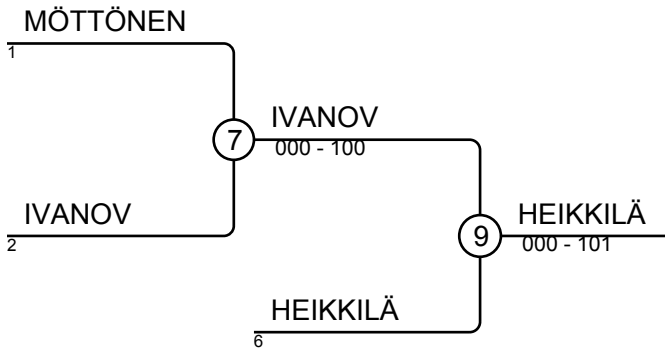 MÖTTÖNEN
1
7
IVANOV
000 - 100
IVANOV
2
9
HEIKKILÄ
000 - 101
HEIKKILÄ
6